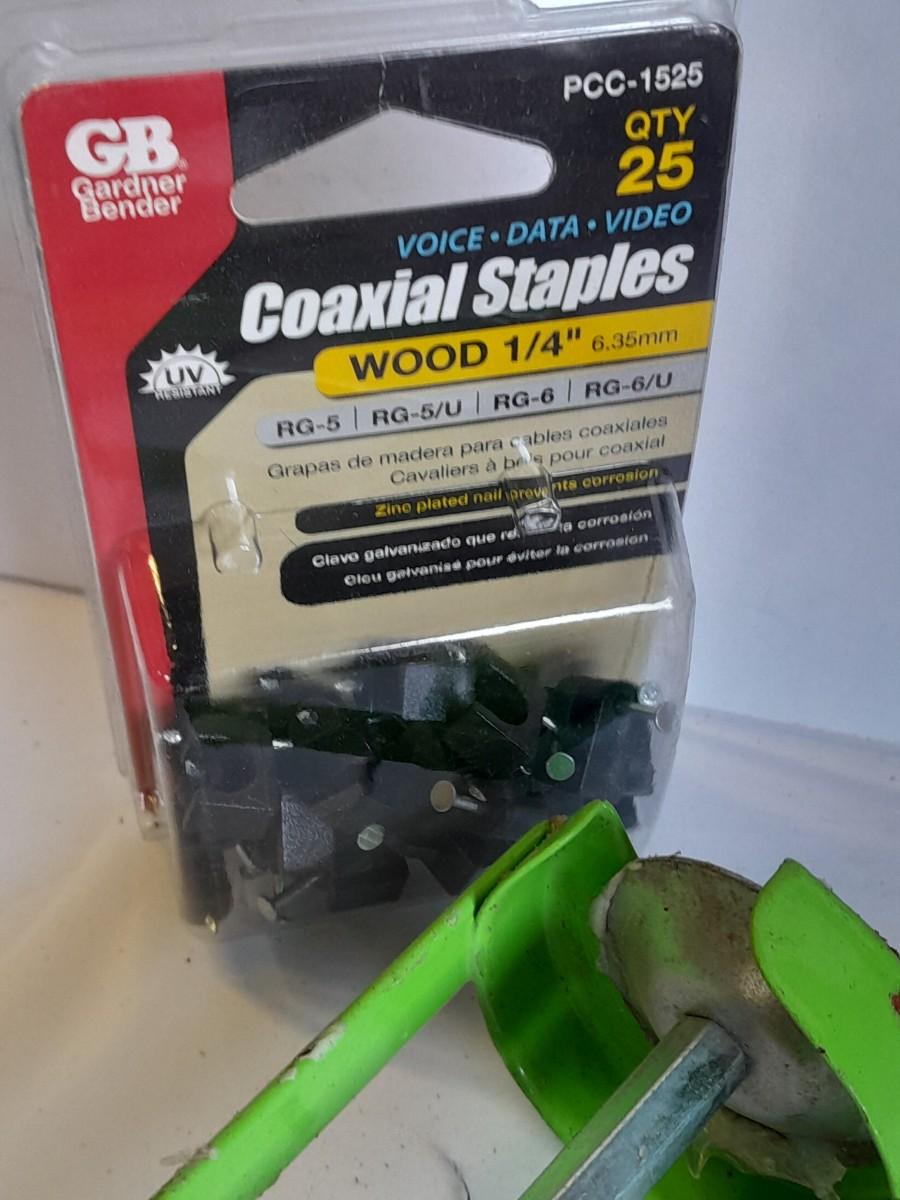 PCC-1525
GB
Gardner
Bender
QTY
25
VOICE • DATA • VIDEO
Coaxial Staples
WOOD 1/4" 6.35mm
UV
RESISTANT
RG-5 | RG-5/U | RG-6 | RG-6/U
Grapas de madera para cables coaxiales
Cavaliers à bois pour coaxial
Zinc plated nail prevents corrosion
Clavo galvanizado que la corrosión
Clou galvanisé pour éviter la corrosion